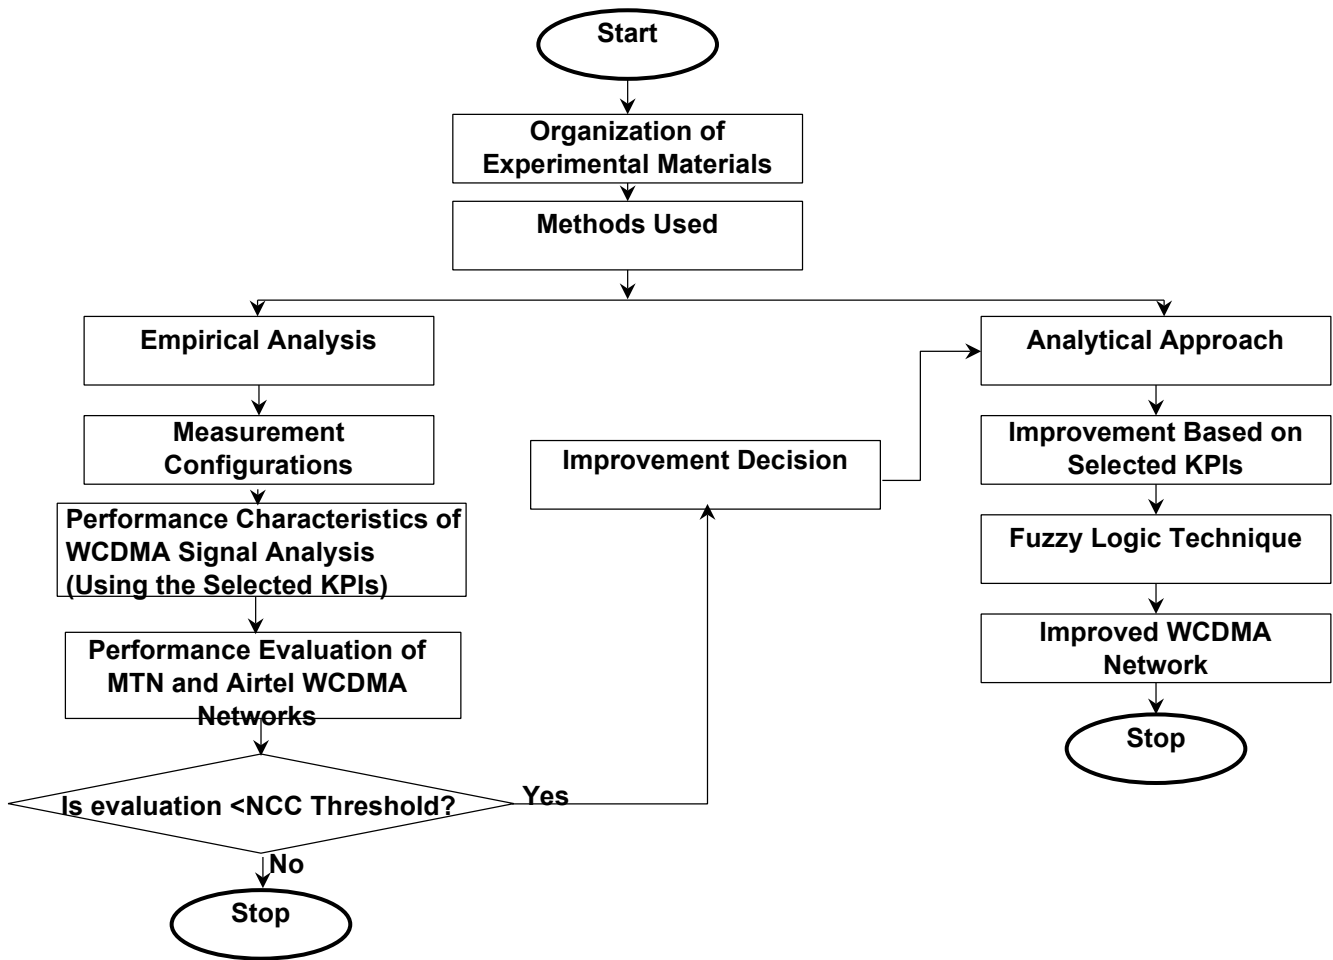 Start
Organization of
Experimental Materials
Methods Used
Empirical Analysis
Measurement
Configurations
Performance Characteristics of
WCDMA Signal Analysis
(Using the Selected KPIs)
Performance Evaluation of
MTN and Airtel WCDMA
Networks
Is evaluation <NCC Threshold?
Yes
No
Stop
Improvement Decision
Analytical Approach
Improvement Based on
Selected KPIs
Fuzzy Logic Technique
Improved WCDMA
Network
Stop